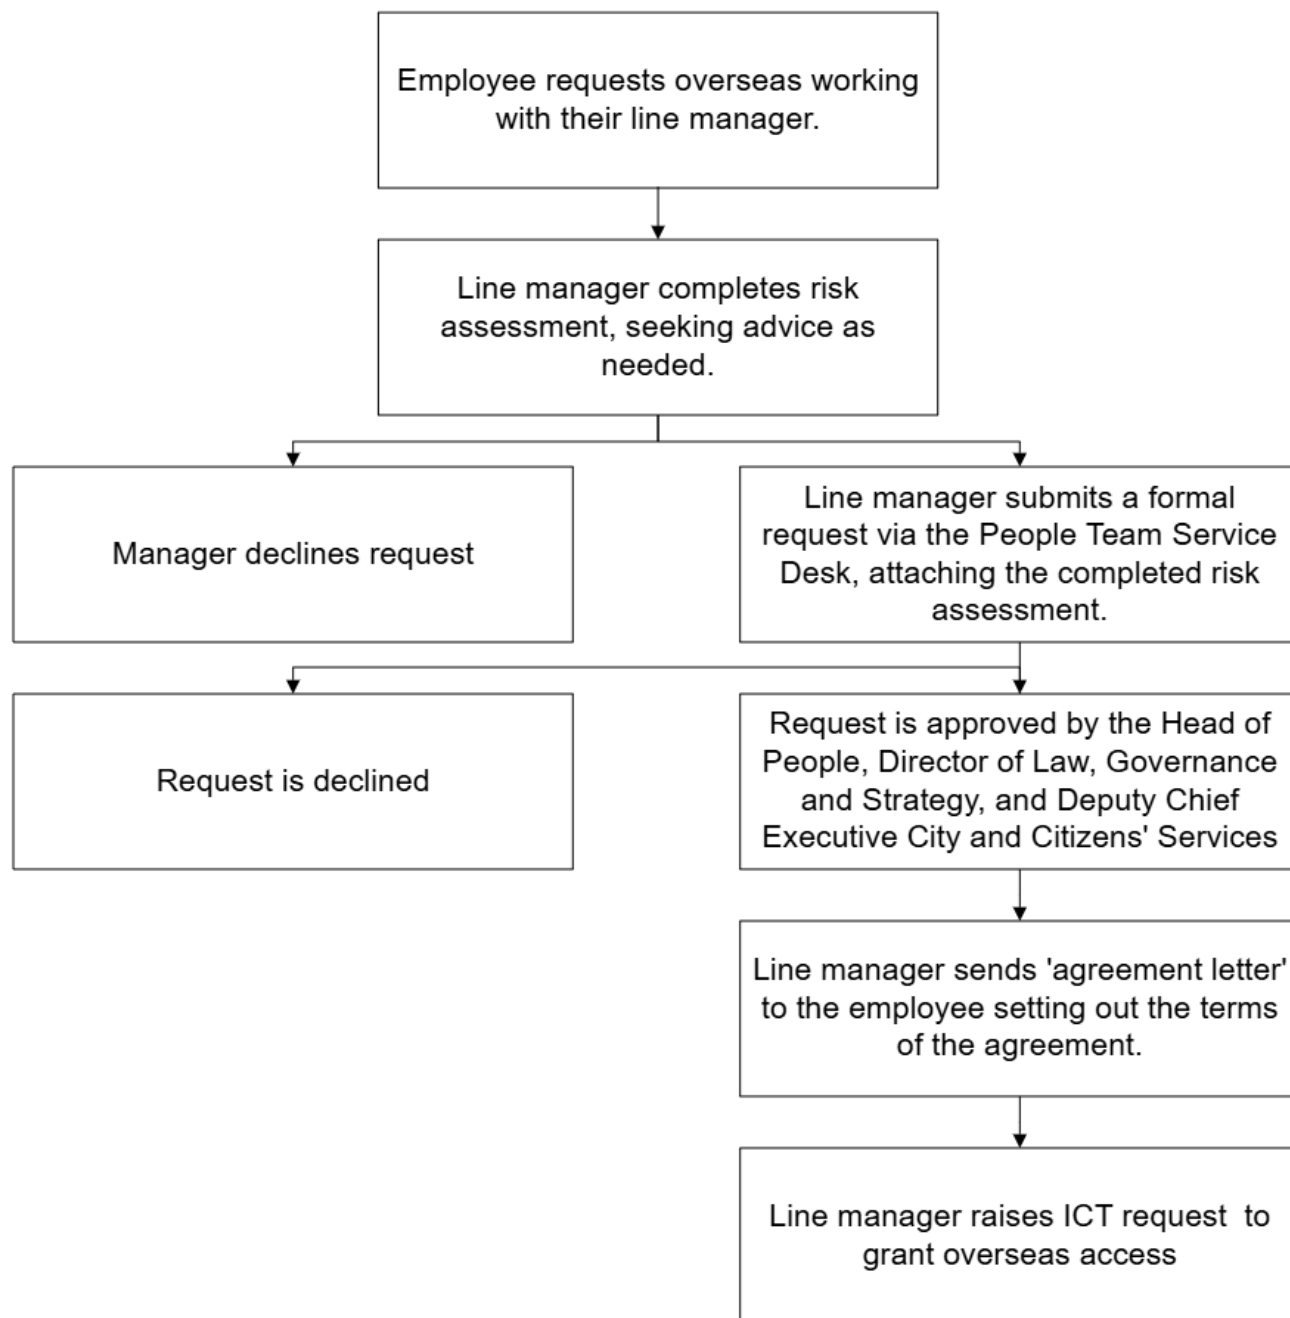 Employee requests overseas working
with their line manager.
Line manager completes risk
assessment, seeking advice as
needed.
Manager declines request
Line manager submits a formal
request via the People Team Service
Desk, attaching the completed risk
assessment.
Request is declined
Request is approved by the Head of
People, Director of Law, Governance
and Strategy, and Deputy Chief
Executive City and Citizens' Services
Line manager sends 'agreement letter'
to the employee setting out the terms
of the agreement.
Line manager raises ICT request  to
grant overseas access